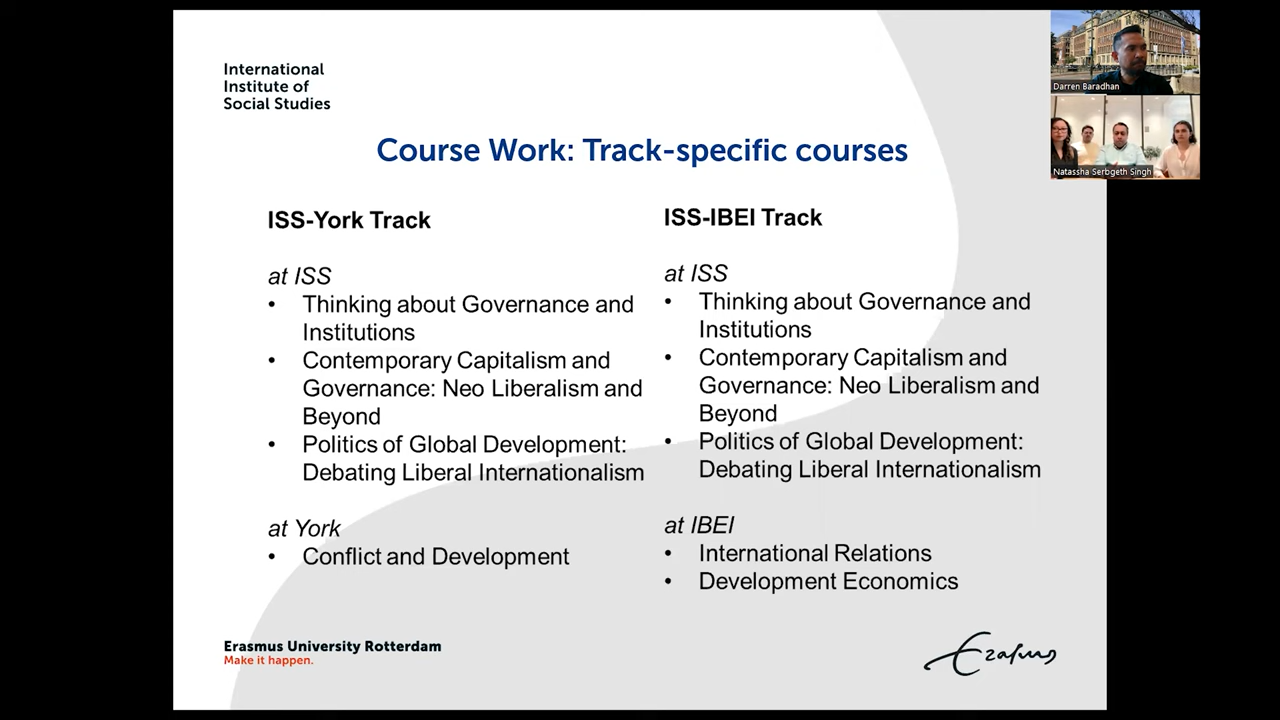 International
Institute of
Social Studies
Darren Baradhan
Natassha Serbgeth Singh
Course Work: Track-specific courses
ISS-York Track
at ISS
• Thinking about Governance and
Institutions
• Contemporary Capitalism and
Governance: Neo Liberalism and
Beyond
• Politics of Global Development:
Debating Liberal Internationalism
at York
• Conflict and Development
ISS-IBEI Track
at ISS
• Thinking about Governance and
Institutions
• Contemporary Capitalism and
Governance: Neo Liberalism and
Beyond
• Politics of Global Development:
Debating Liberal Internationalism
at IBEI
• International Relations
• Development Economics
Erasmus University Rotterdam
Make it happen.
Erasmus